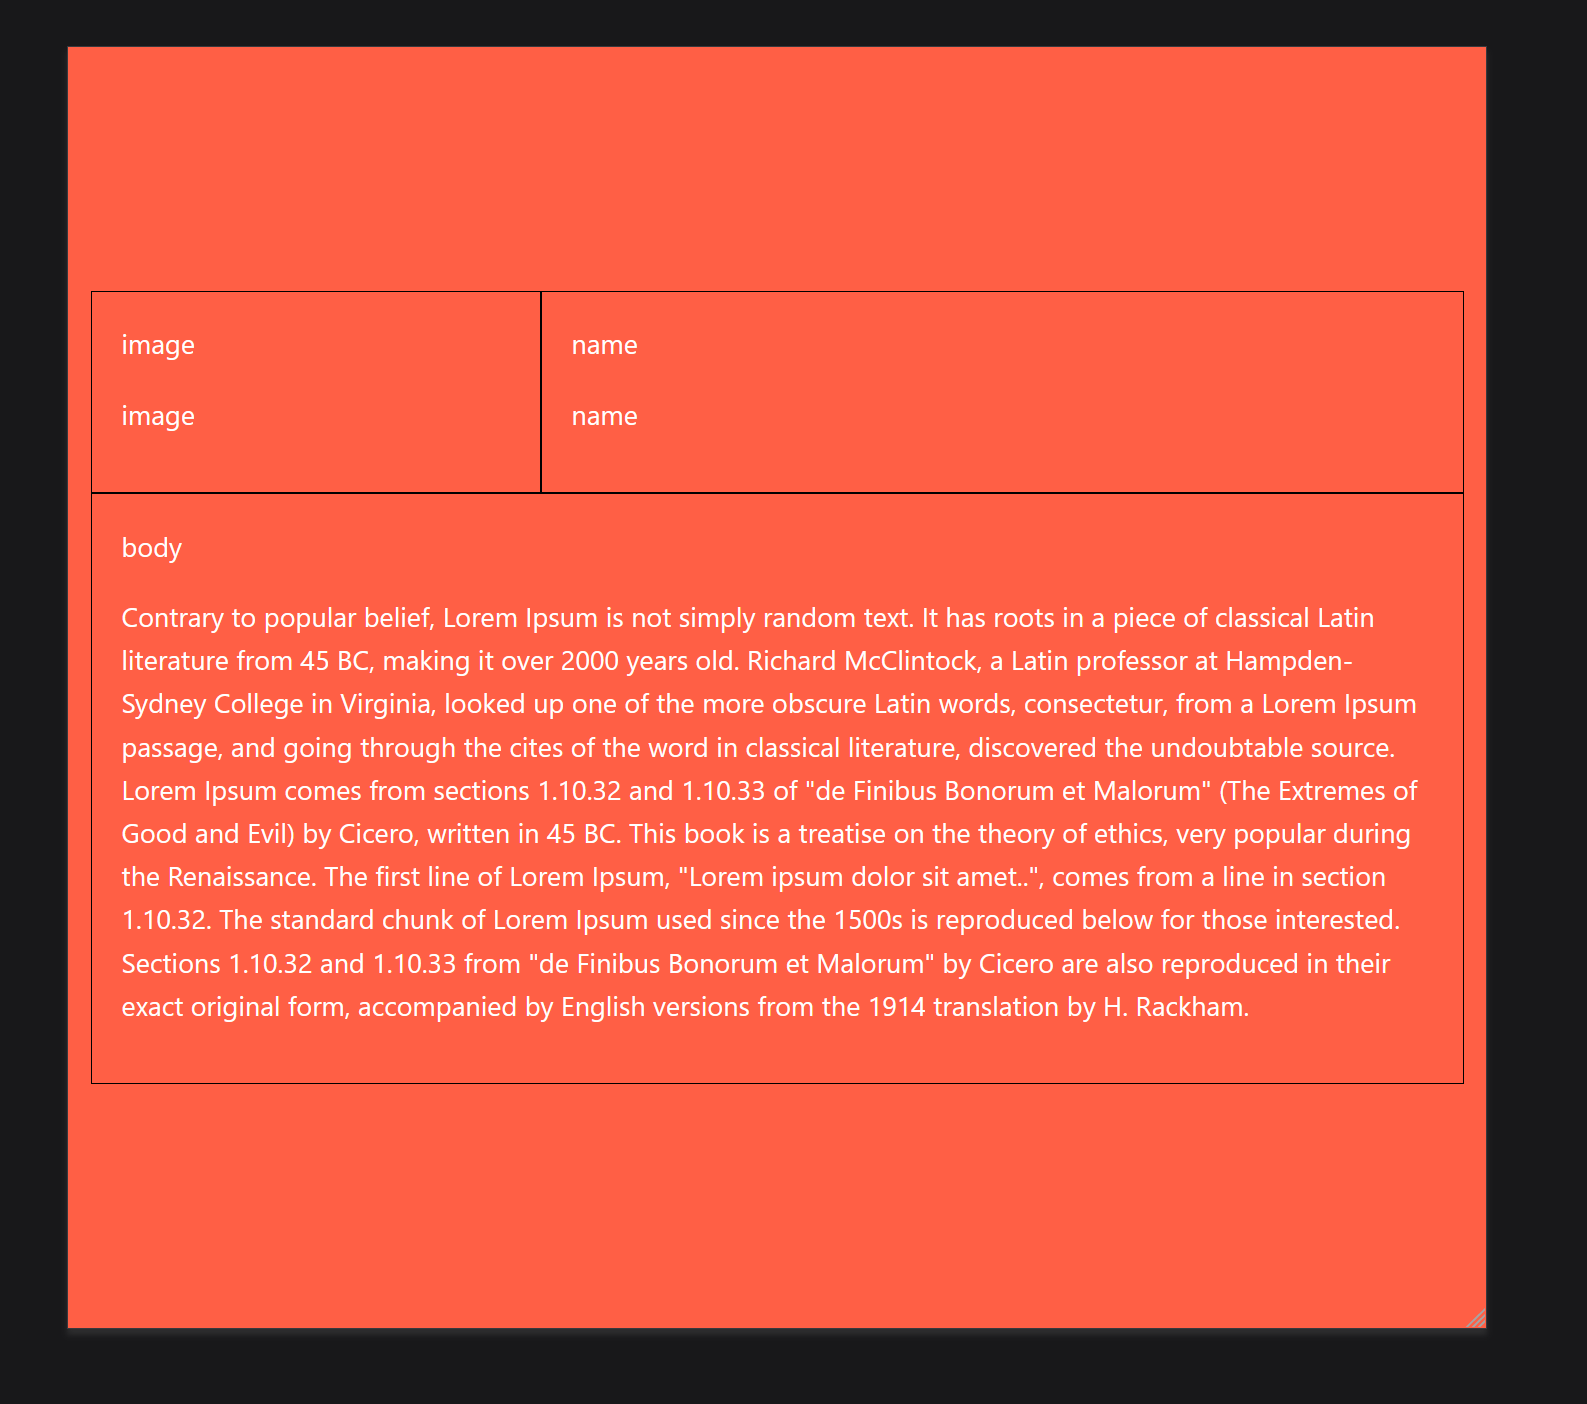 image
image
name
name
body
Contrary to popular belief, Lorem Ipsum is not simply random text. It has roots in a piece of classical Latin
literature from 45 BC, making it over 2000 years old. Richard McClintock, a Latin professor at Hampden-
Sydney College in Virginia, looked up one of the more obscure Latin words, consectetur, from a Lorem Ipsum
passage, and going through the cites of the word in classical literature, discovered the undoubtable source.
Lorem Ipsum comes from sections 1.10.32 and 1.10.33 of "de Finibus Bonorum et Malorum" (The Extremes of
Good and Evil) by Cicero, written in 45 BC. This book is a treatise on the theory of ethics, very popular during
the Renaissance. The first line of Lorem Ipsum, "Lorem ipsum dolor sit amet..", comes from a line in section
1.10.32. The standard chunk of Lorem Ipsum used since the 1500s is reproduced below for those interested.
Sections 1.10.32 and 1.10.33 from "de Finibus Bonorum et Malorum" by Cicero are also reproduced in their
exact original form, accompanied by English versions from the 1914 translation by H. Rackham.